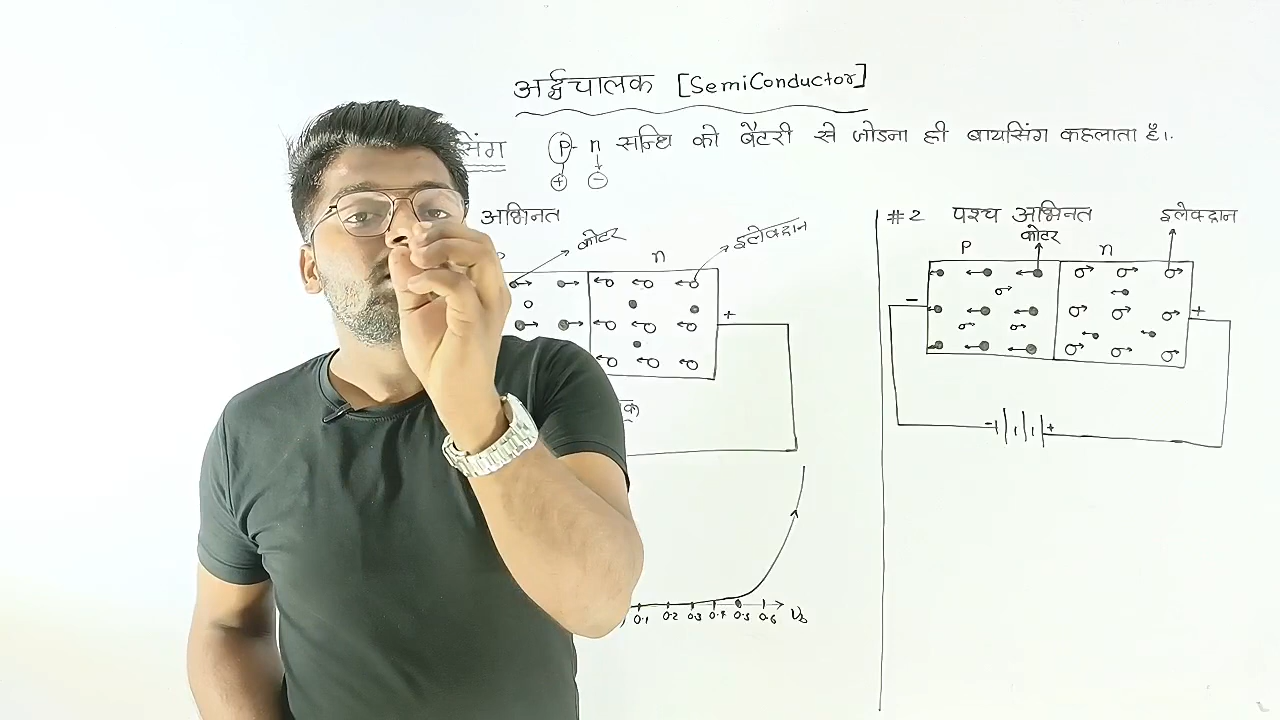 अर्द्धचालक [SemiConductor]
सिंग P - n सन्धि को बैटरी से जोडना ही बायसिंग कहलाता है।.
+ -
अभिनत
कोटर
n
इलेक्ट्रान
+
#2 पश्च अभिनत
इलेक्ट्रान
कोटर
P n
- +
- +
0.1 0.2 0.3 0.4 0.5 0.6